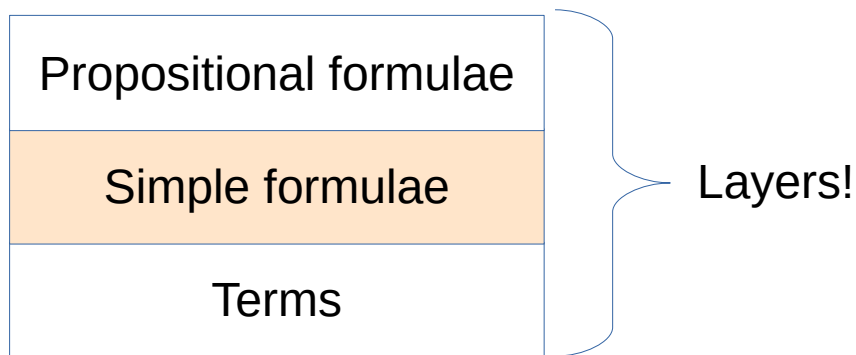 Propositional formulae
Simple formulae
Layers!
Terms